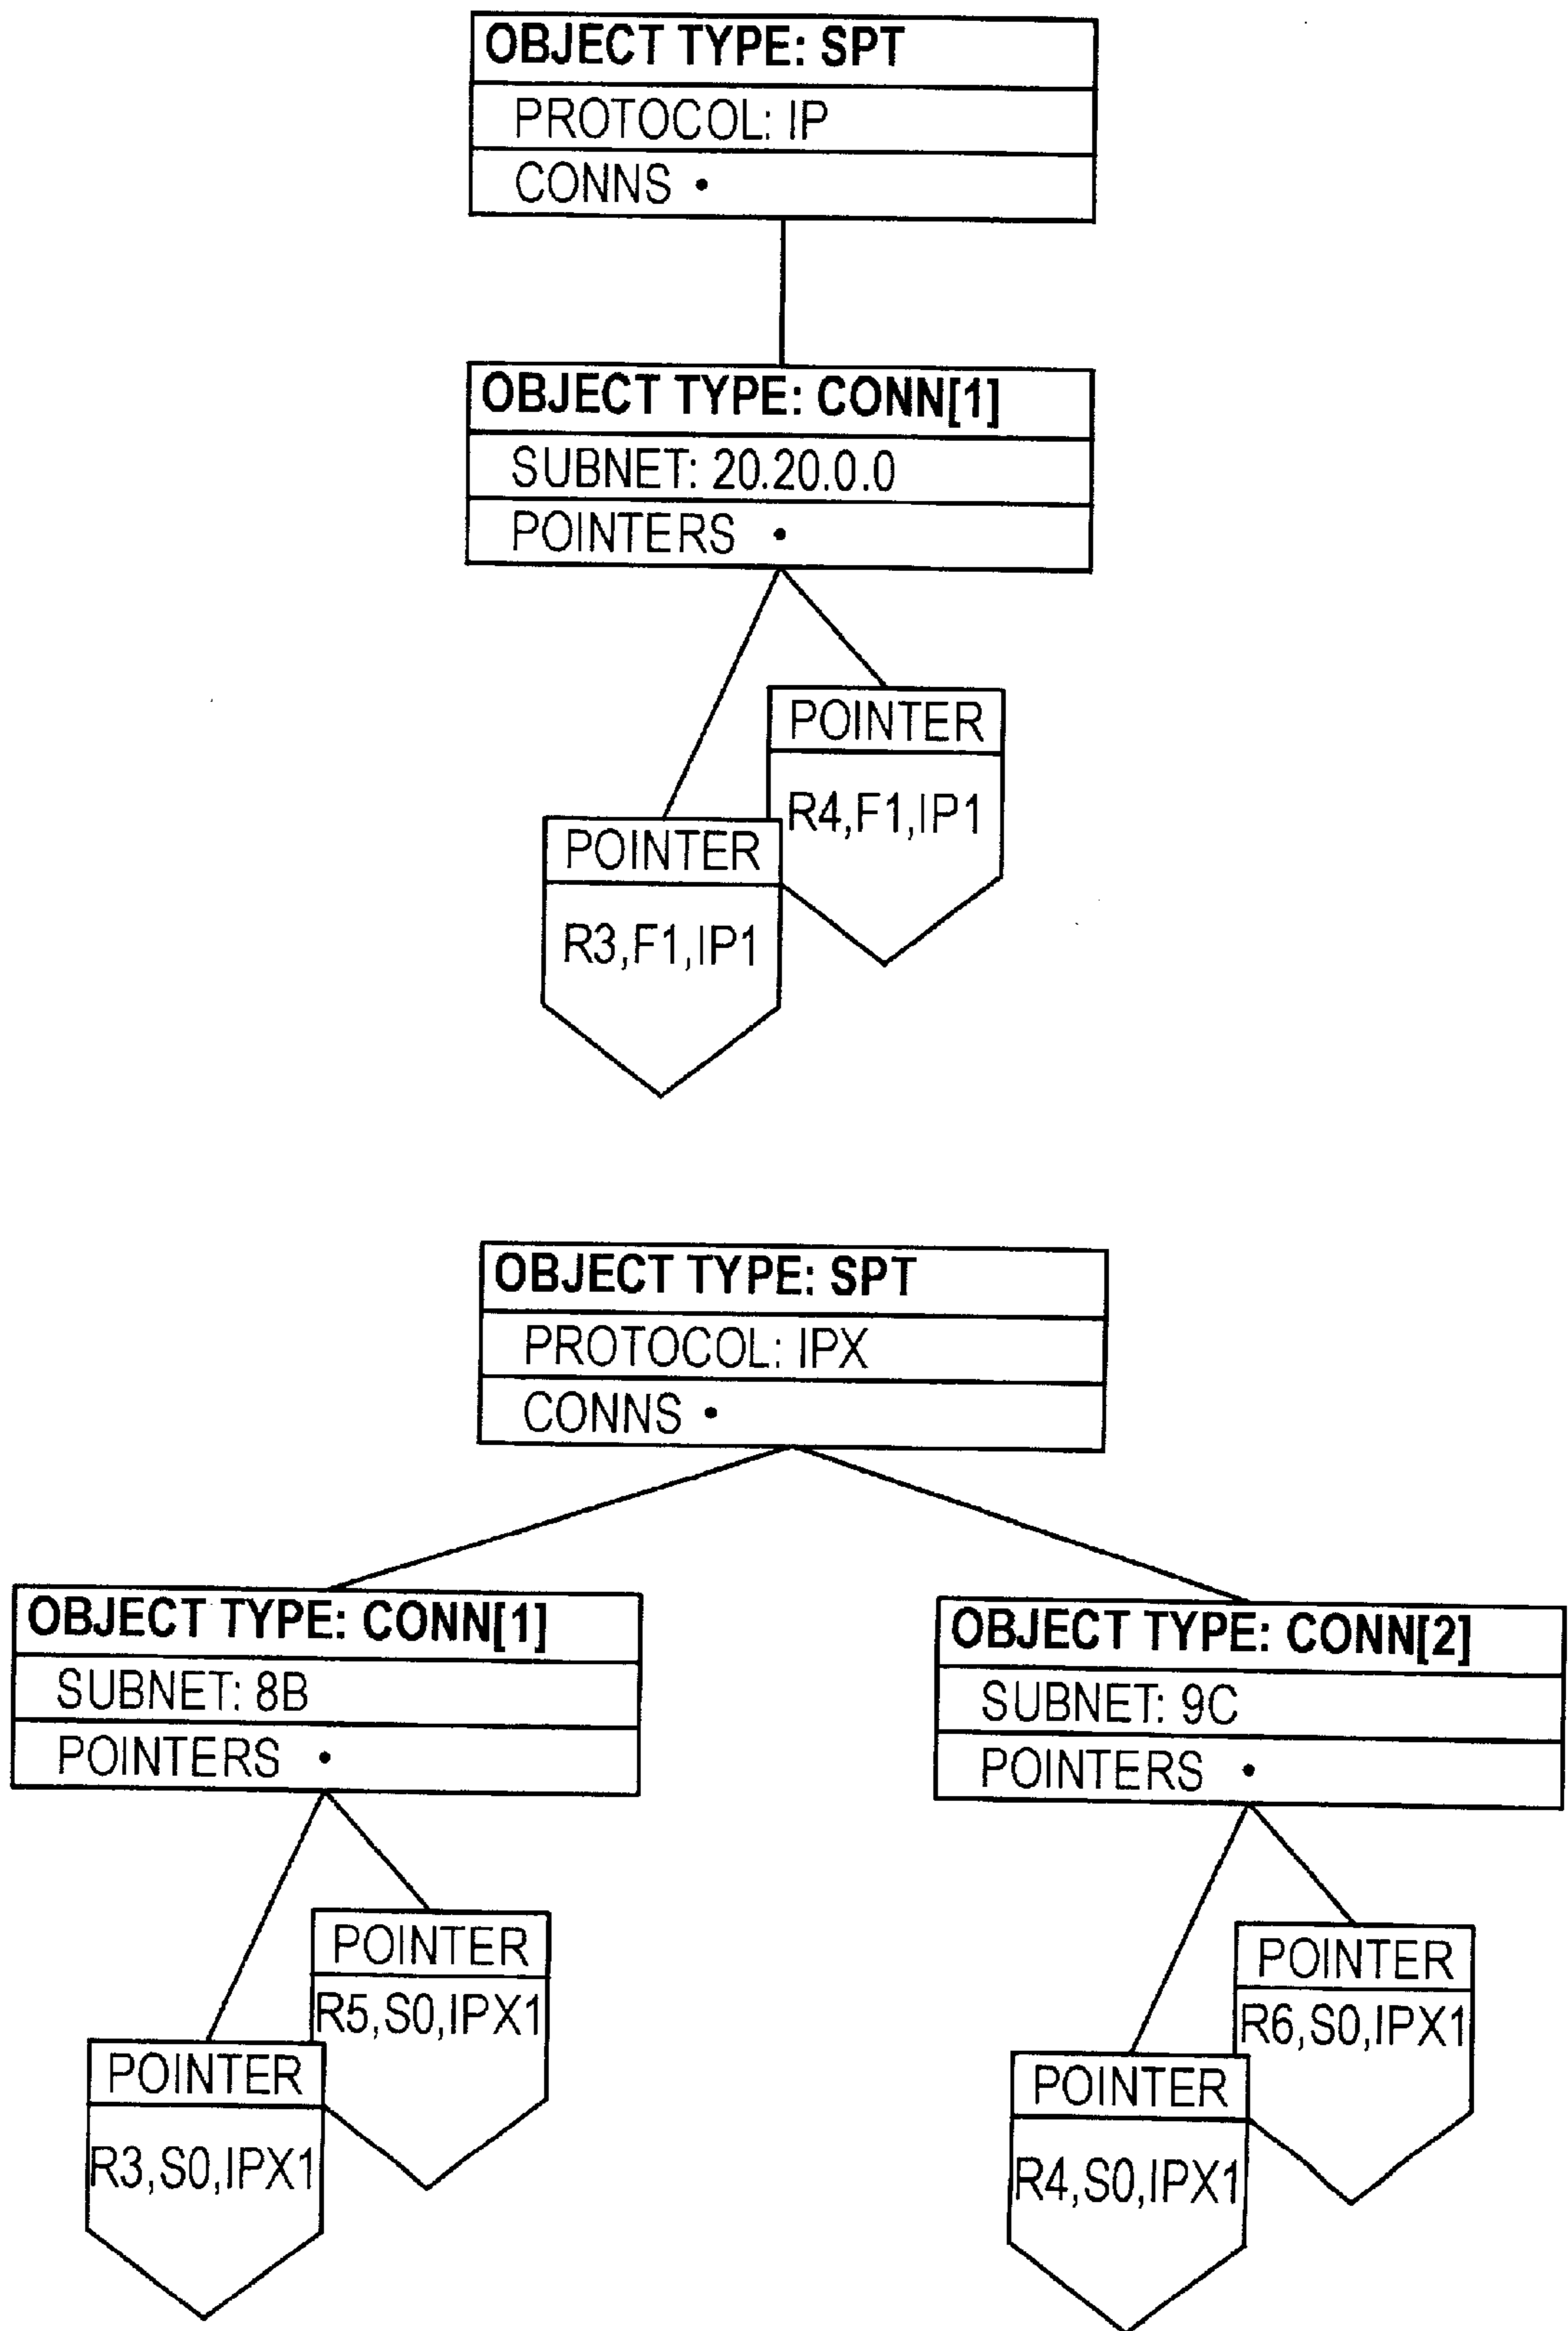 OBJECT TYPE: SPT
PROTOCOL: IP
CONNS •
OBJECT TYPE: CONN[1]
SUBNET: 20.20.0.0
POINTERS •
POINTER
R4,F1,IP1
POINTER
R3,F1,IP1
OBJECT TYPE: SPT
PROTOCOL: IPX
CONNS •
OBJECT TYPE: CONN[1]
SUBNET: 8B
POINTERS •
POINTER
R5,S0,IPX1
POINTER
R3,S0,IPX1
OBJECT TYPE: CONN[2]
SUBNET: 9C
POINTERS •
POINTER
R6,S0,IPX1
POINTER
R4,S0,IPX1